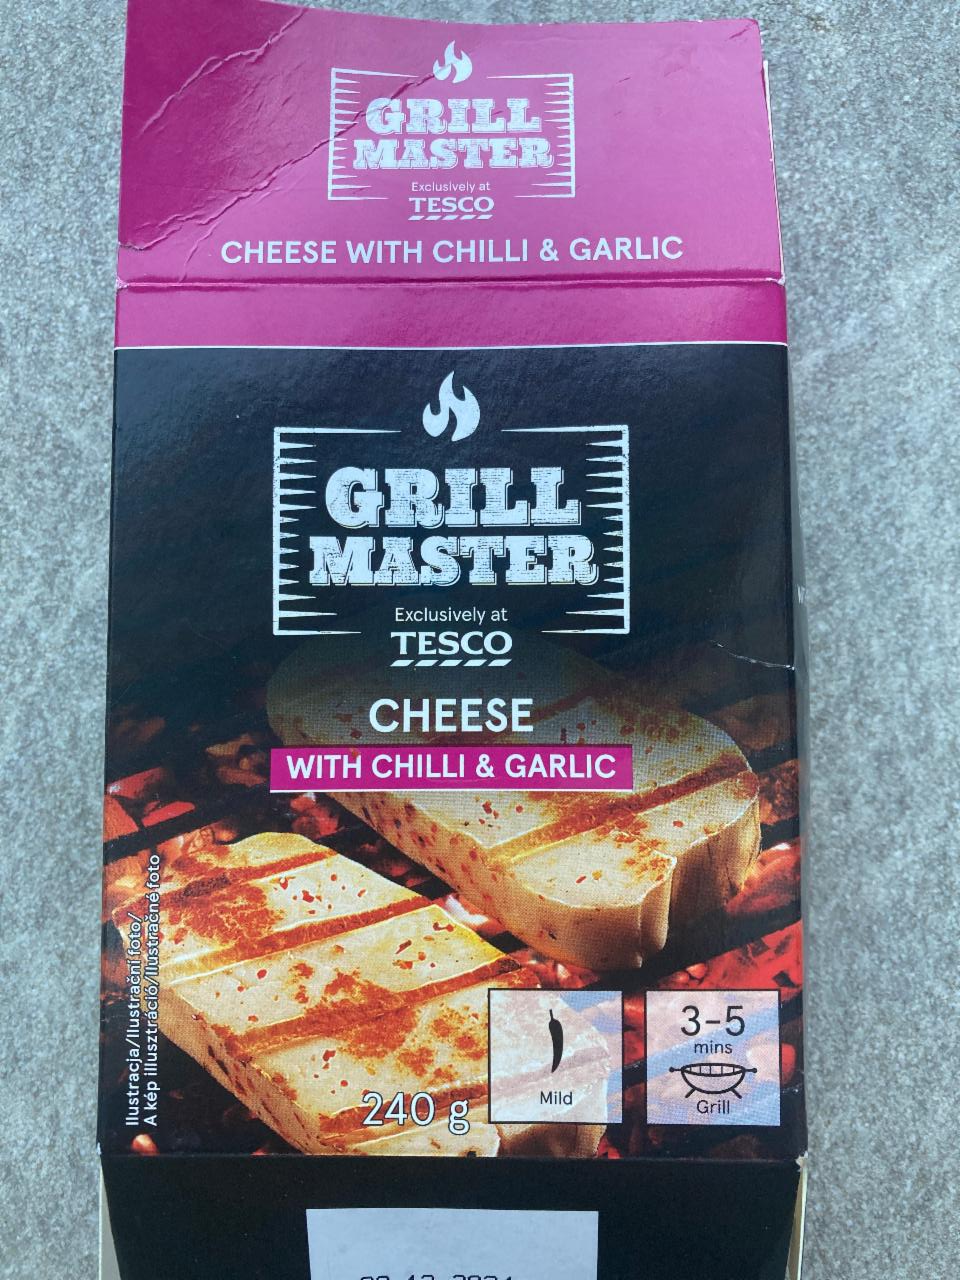 GRILL
MASTER
Exclusively at
TESCO
CHEESE WITH CHILLI & GARLIC
GRILL
MASTER
Exclusively at
TESCO
CHEESE
WITH CHILLI & GARLIC
Ilustracja/Ilustrační foto/
A kép illusztráció/Ilustračné foto
240 g
Mild
3-5
mins
Grill